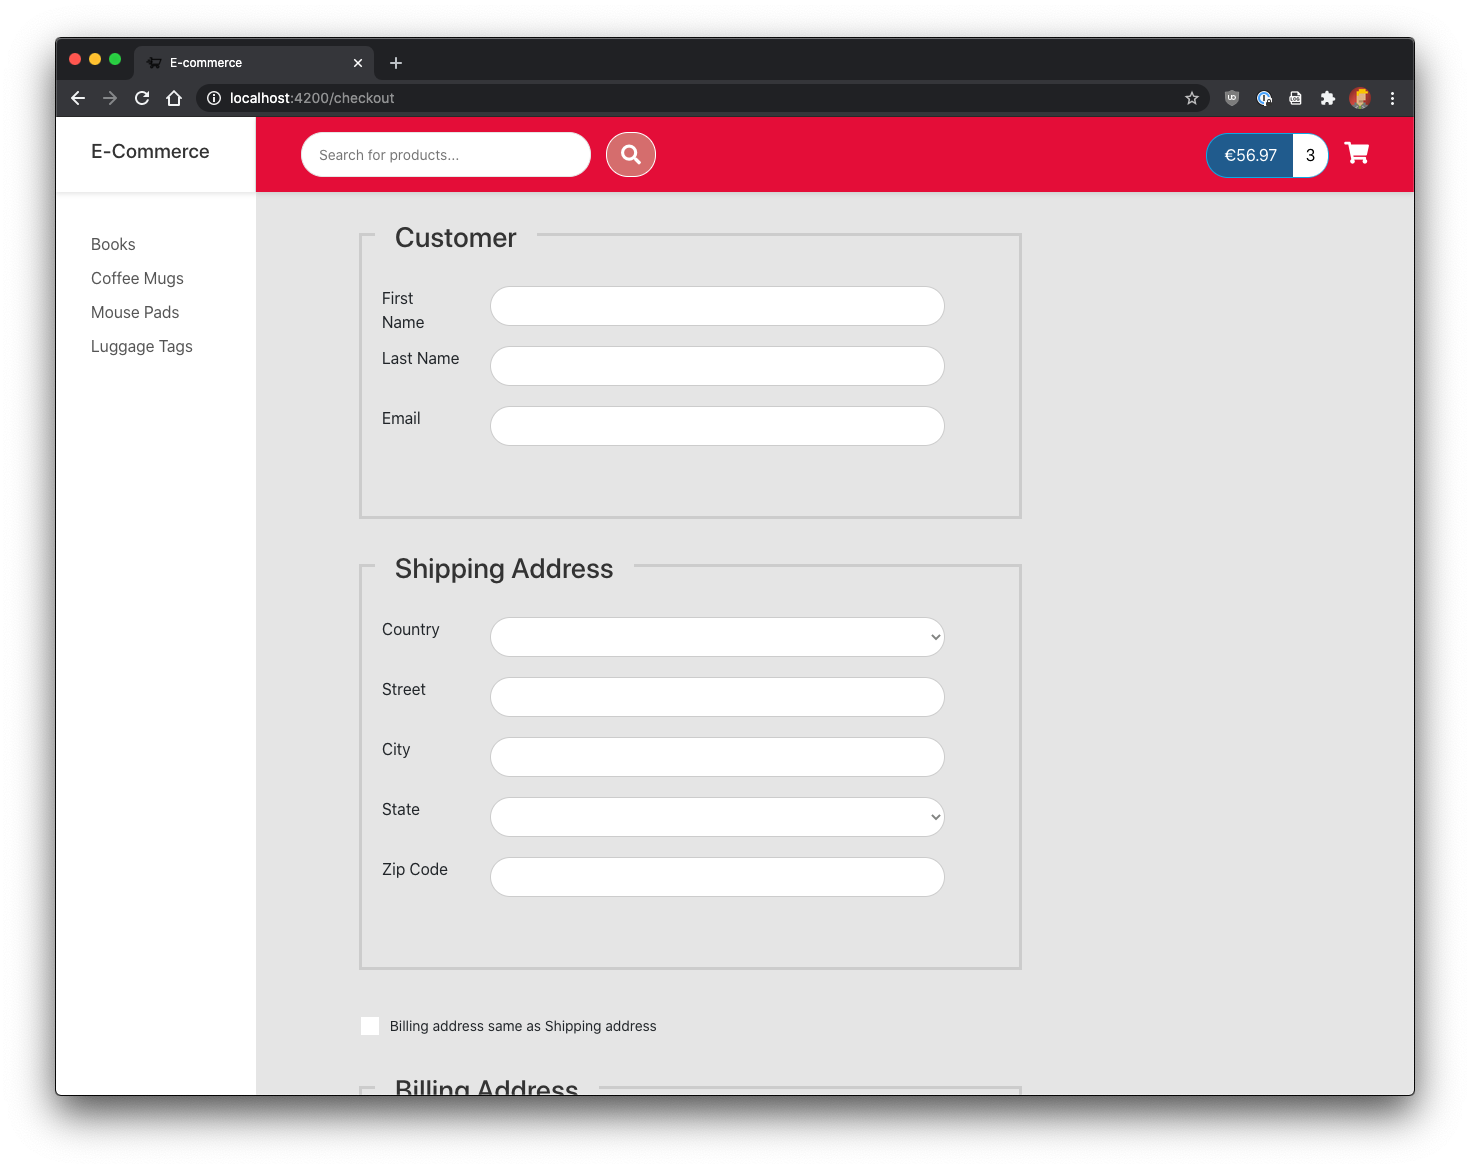 E-commerce
localhost:4200/checkout
E-Commerce
Search for products...
€56.97 3
Books
Coffee Mugs
Mouse Pads
Luggage Tags
Customer
First
Name
Last Name
Email
Shipping Address
Country
Street
City
State
Zip Code
Billing address same as Shipping address
Billing Address